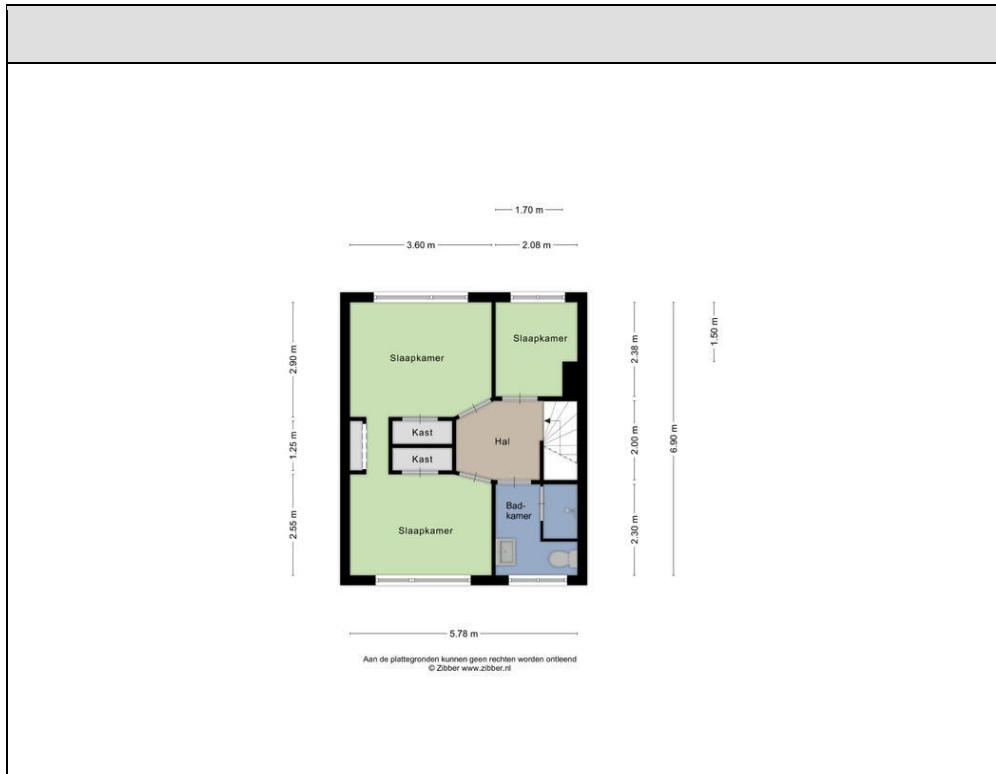 1.70 m
3.60 m
2.08 m
Slaapkamer
Slaapkamer
2.90 m
2.38 m
1.50 m
Kast
Kast
Hal
1.25 m
2.00 m
6.90 m
Bad-
kamer
Slaapkamer
2.55 m
2.30 m
5.78 m
Aan de plattegronden kunnen geen rechten worden ontleend
© Zibber www.zibber.nl